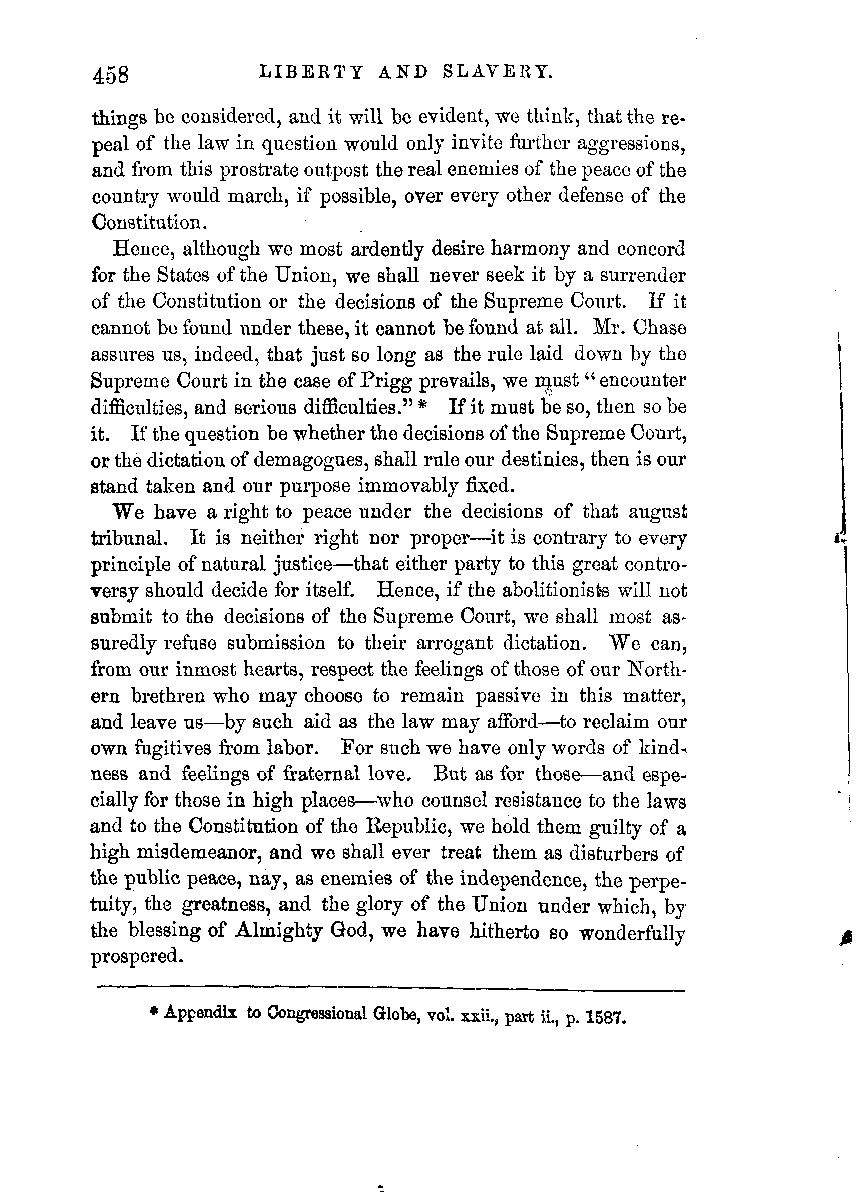 458 LIBERTY AND SLAVERY.
things be considered, and it will be evident, we think, that the re-
peal of the law in question would only invite further aggressions,
and from this prostrate outpost the real enemies of the peace of the
country would march, if possible, over every other defense of the
Constitution.
Hence, although we most ardently desire harmony and concord
for the States of the Union, we shall never seek it by a surrender
of the Constitution or the decisions of the Supreme Court. If it
cannot be found under these, it cannot be found at all. Mr. Chase
assures us, indeed, that just so long as the rule laid down by the
Supreme Court in the case of Prigg prevails, we must "encounter
difficulties, and serious difficulties."* If it must be so, then so be
it. If the question be whether the decisions of the Supreme Court,
or the dictation of demagogues, shall rule our destinies, then is our
stand taken and our purpose immovably fixed.
We have a right to peace under the decisions of that august
tribunal. It is neither right nor proper—it is contrary to every
principle of natural justice—that either party to this great contro-
versy should decide for itself. Hence, if the abolitionists will not
submit to the decisions of the Supreme Court, we shall most as-
suredly refuse submission to their arrogant dictation. We can,
from our inmost hearts, respect the feelings of those of our North-
ern brethren who may choose to remain passive in this matter,
and leave us—by such aid as the law may afford—to reclaim our
own fugitives from labor. For such we have only words of kind-
ness and feelings of fraternal love. But as for those—and espe-
cially for those in high places—who counsel resistance to the laws
and to the Constitution of the Republic, we hold them guilty of a
high misdemeanor, and we shall ever treat them as disturbers of
the public peace, nay, as enemies of the independence, the perpe-
tuity, the greatness, and the glory of the Union under which, by
the blessing of Almighty God, we have hitherto so wonderfully
prospered.
* Appendix to Congressional Globe, vol. xxii., part ii., p. 1587.